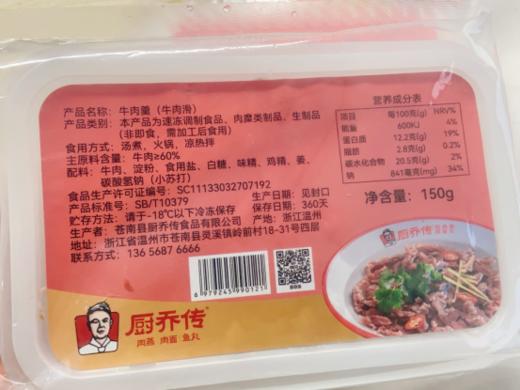 产品名称：牛肉羹（牛肉滑）
产品类别：本产品为速冻调制食品，肉糜类制品，生制品
（非即食，需加工后食用）
食用方式：汤煮，火锅，凉热拌
主原料含量：牛肉≥60%
配料：牛肉、淀粉、食用盐、白糖、味精、鸡精、姜、
碳酸氢钠（小苏打）
食品生产许可证编号：SC11133032707192
产品标准号：SB/T10379
生产日期：见封口
贮存方法：请于-18℃以下冷冻保存
保存日期：360天
生产者：苍南县厨乔传食品有限公司
产地：浙江温州
地址：浙江省温州市苍南县灵溪镇岭前村18-31号四层
联系方式：136 5687 6666
营养成分表
项目 每100克(g) NRV%
能量 600KJ 4%
蛋白质 12.2克(g) 19%
脂肪 2.8克(g) 0.2%
碳水化合物 20.5克(g) 2%
钠 841毫克(mg) 34%
净含量：150g
6979245990121
厨乔传
肉燕 肉面 鱼丸
厨乔传